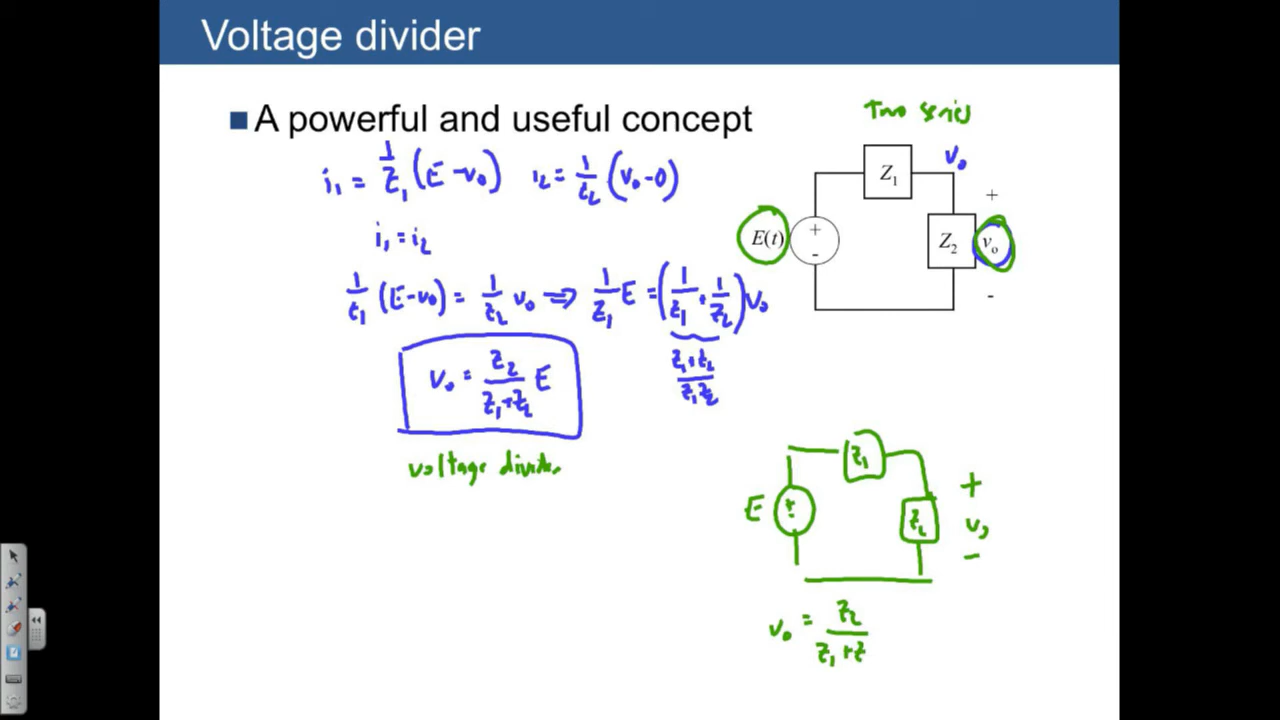 Voltage divider
A powerful and useful concept
Two series
i₁ = 1/Z₁ (E - v₀) i₂ = 1/Z₂ (v₀ - 0)
i₁ = i₂
1/Z₁ (E - v₀) = 1/Z₂ v₀ ⇒ 1/Z₁ E = (1/Z₁ + 1/Z₂) v₀
Z₁ + Z₂ / Z₁Z₂
v₀ = Z₂ / Z₁ + Z₂ E
voltage divider
Z₁
v₀
+
E(t)
+
-
Z₂
vₒ
-
Z₁
E
+
-
Z₂
+
v₀
-
v₀ = Z₂ / Z₁ + Z